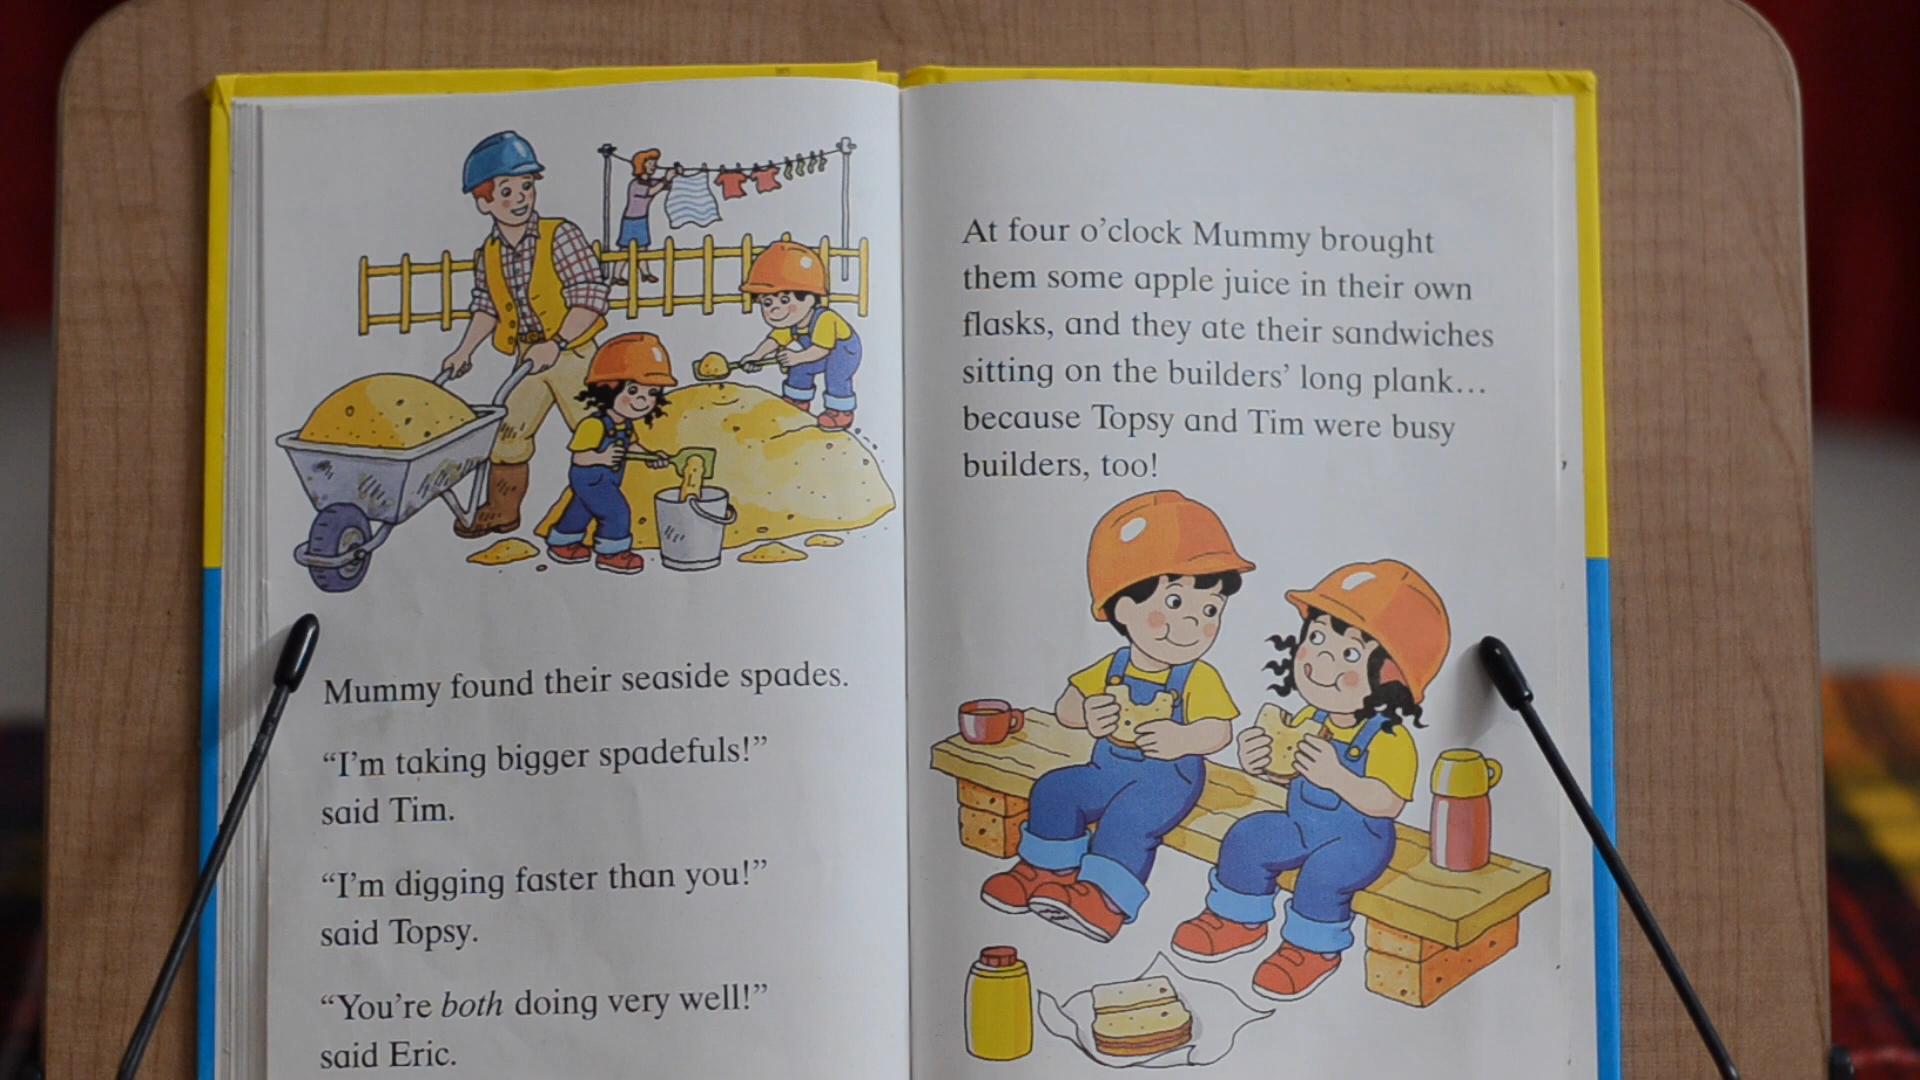 Mummy found their seaside spades.
“I’m taking bigger spadefuls!”
said Tim.
“I’m digging faster than you!”
said Topsy.
“You’re both doing very well!”
said Eric.
At four o’clock Mummy brought
them some apple juice in their own
flasks, and they ate their sandwiches
sitting on the builders’ long plank…
because Topsy and Tim were busy
builders, too!